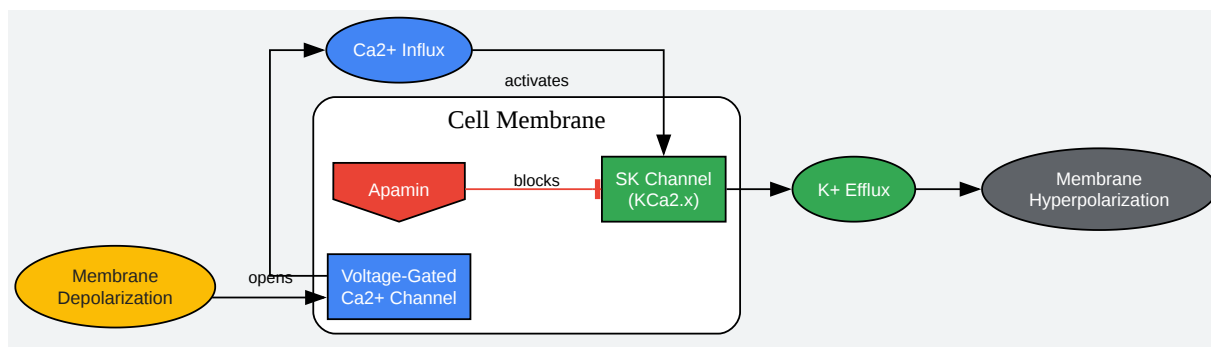 Ca2+ Influx
activates
Cell Membrane
Apamin
blocks
SK Channel
(KCa2.x)
K+ Efflux
Membrane
Hyperpolarization
Membrane
Depolarization
opens
Voltage-Gated
Ca2+ Channel